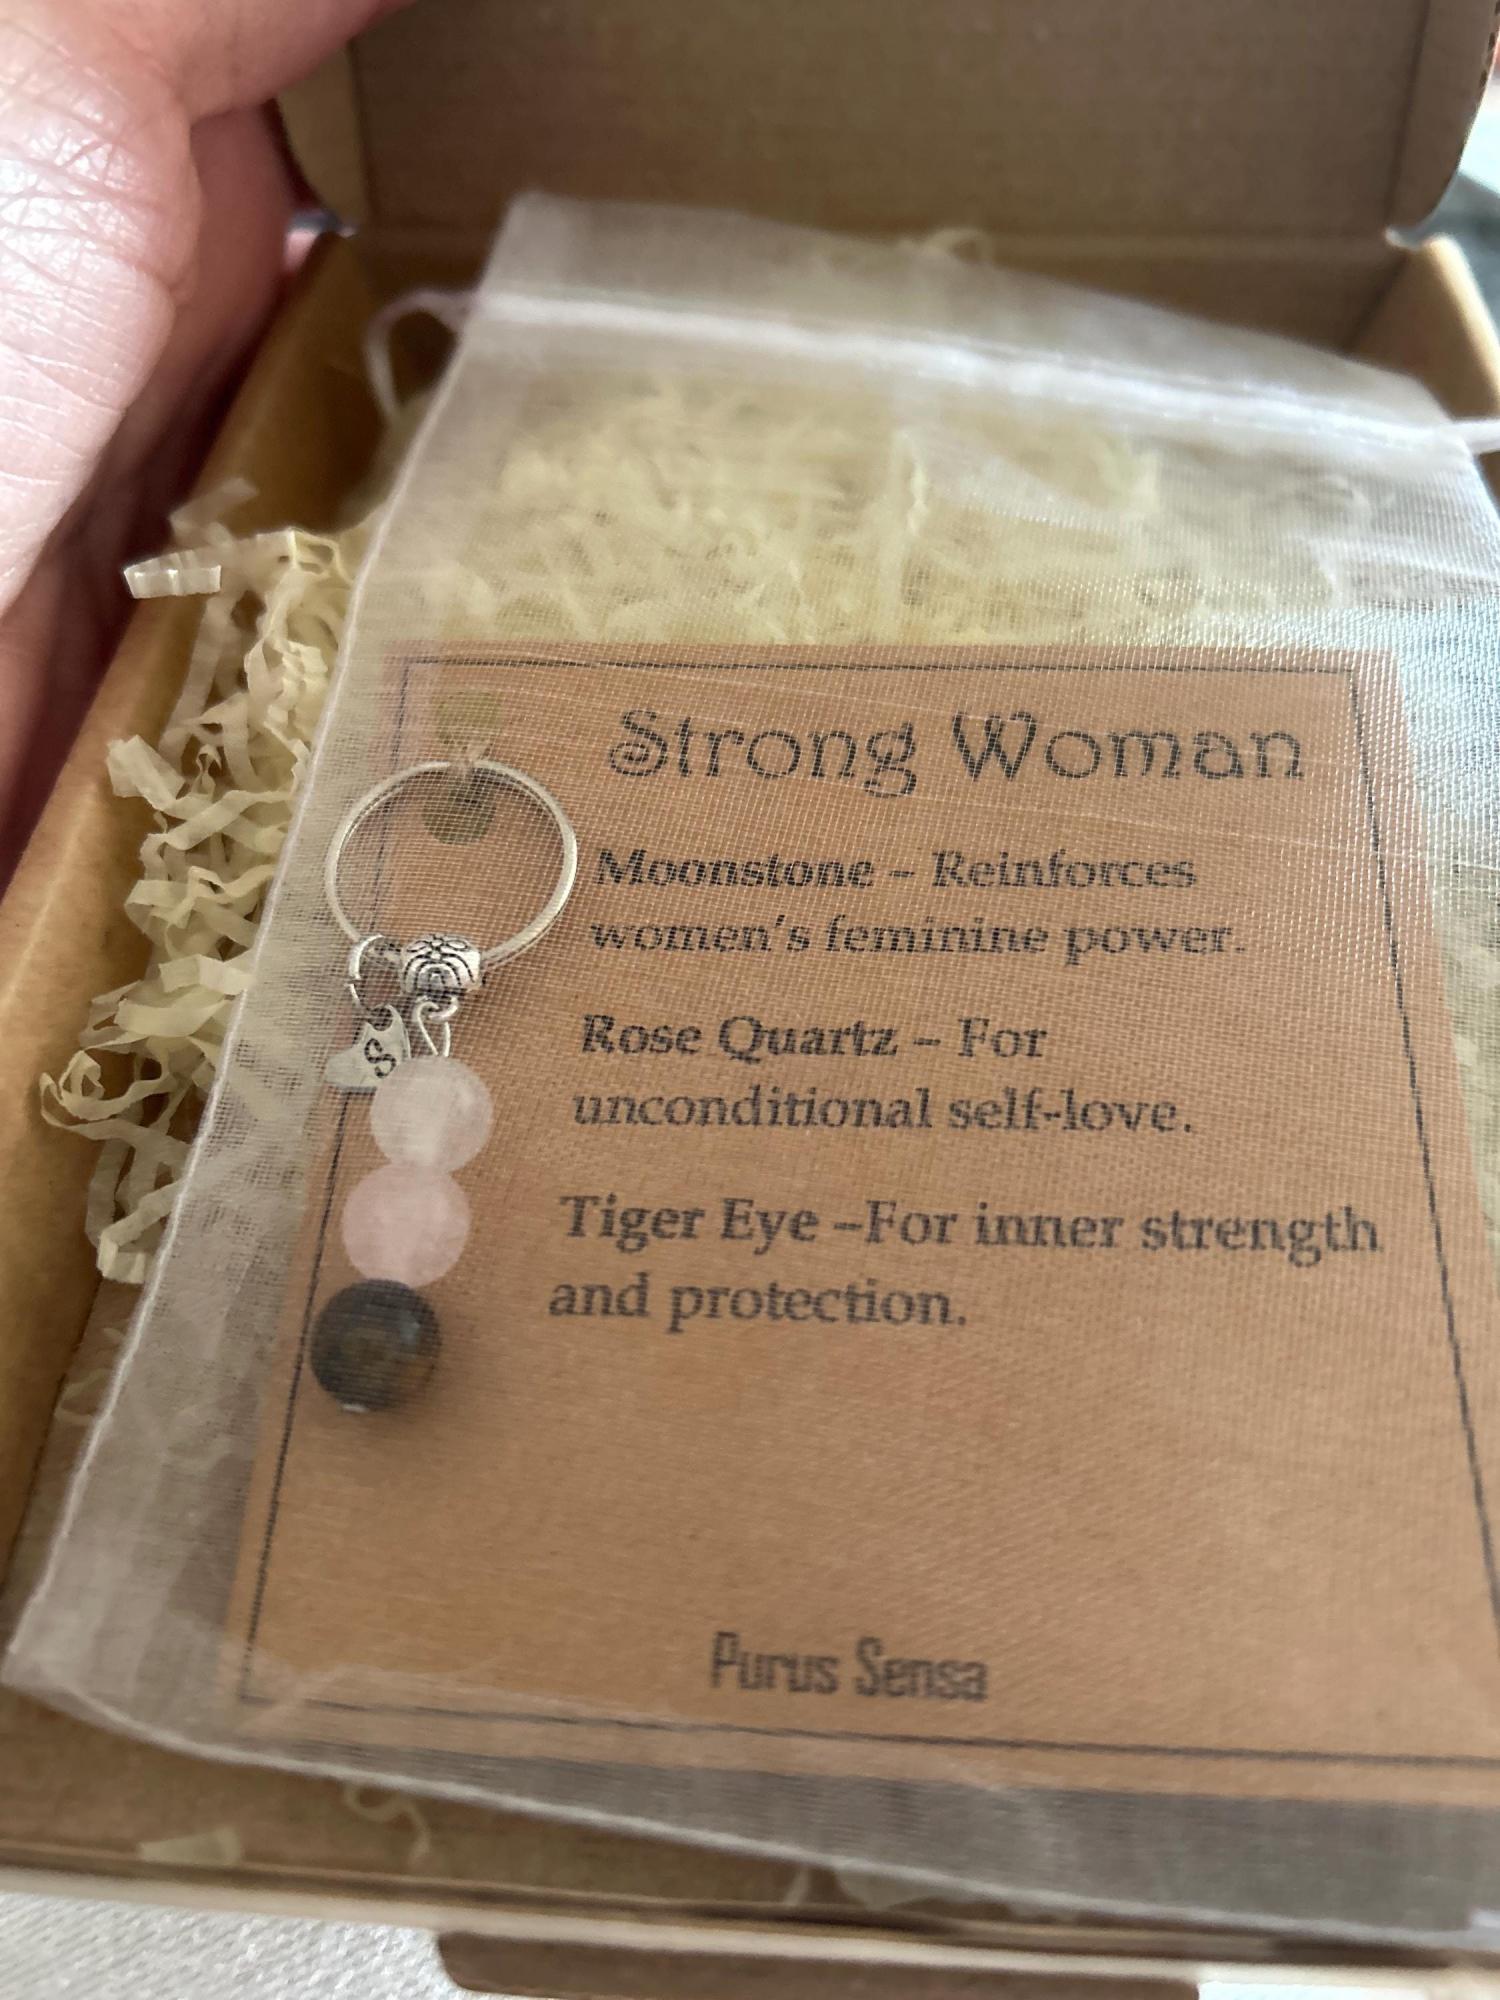 Strong Woman
Moonstone – Reinforces
women's feminine power.
Rose Quartz – For
unconditional self-love.
Tiger Eye –For inner strength
and protection.
S
Purus Sensa